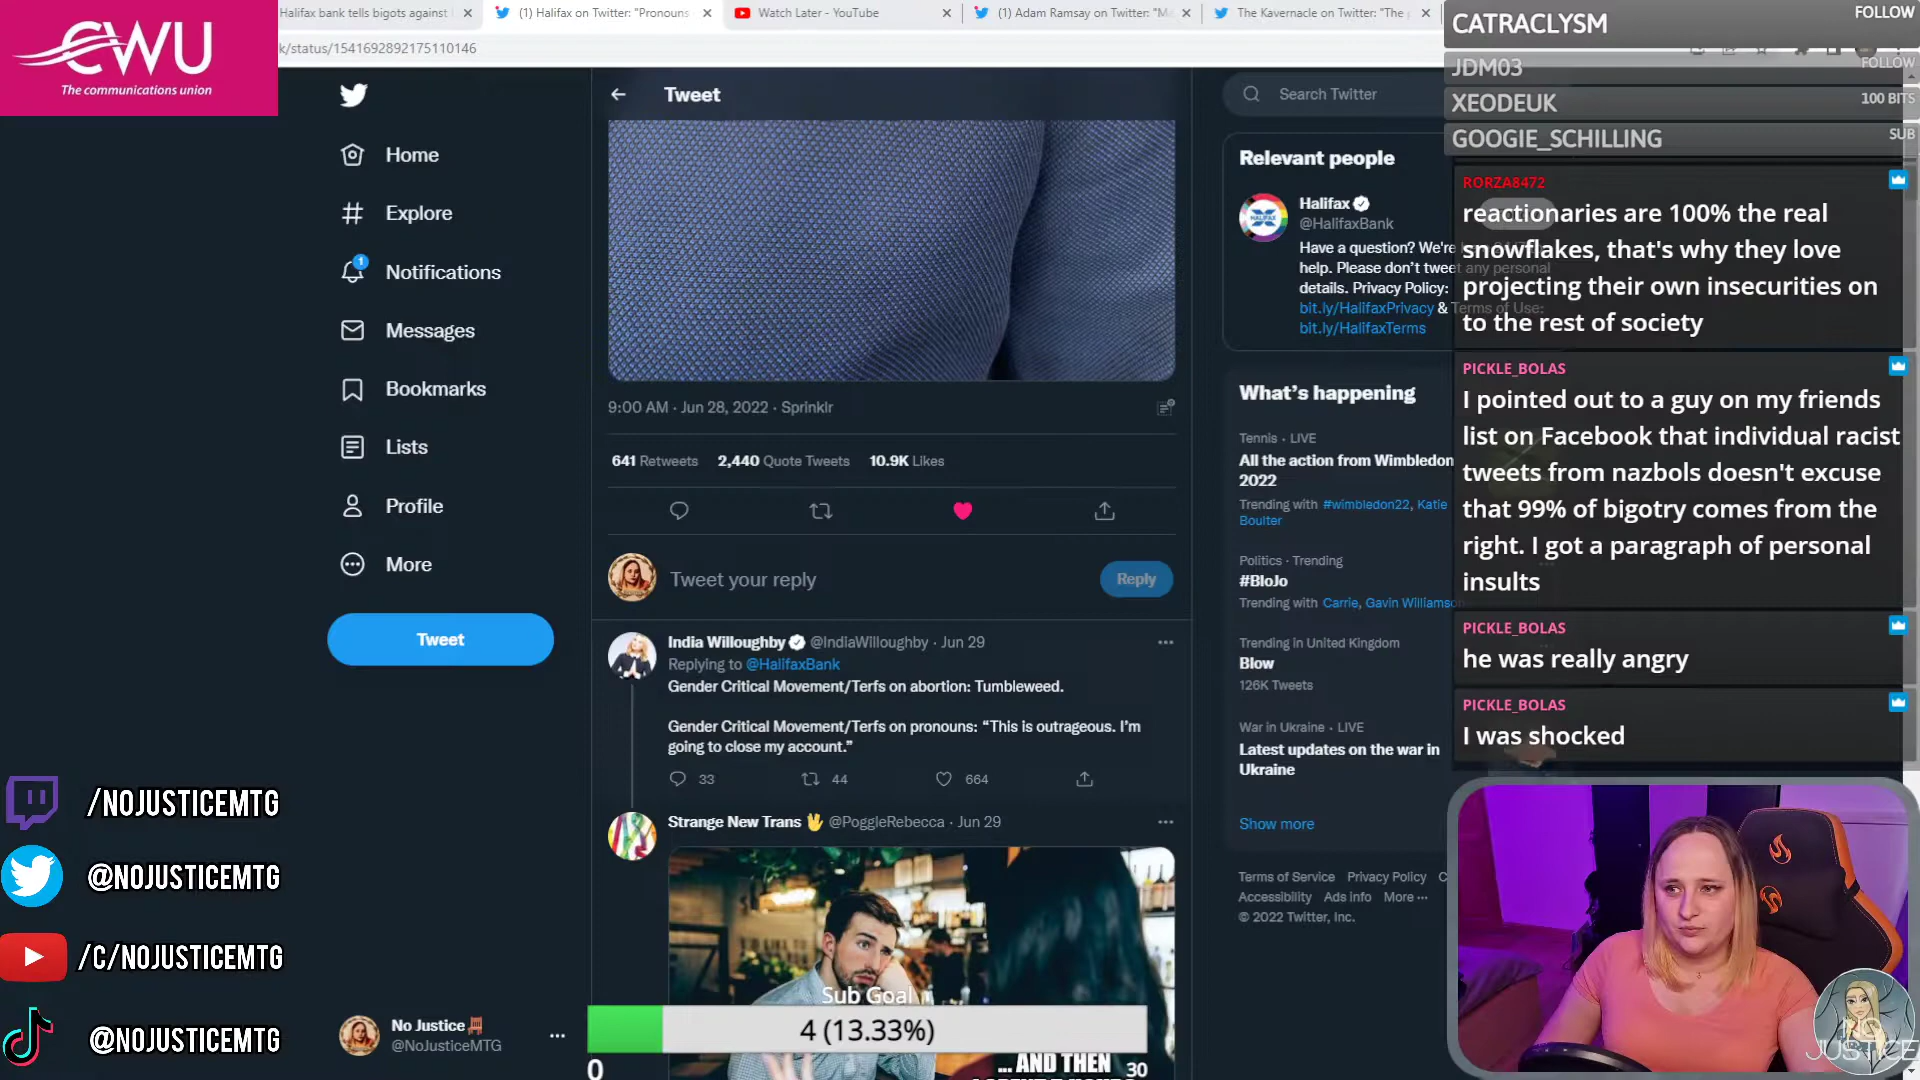 CWU
The communications union
Halifax bank tells bigots against
(1) Halifax on Twitter: "Pronouns
Watch Later - YouTube
(1) Adam Ramsay on Twitter: "M
The Kavernacle on Twitter: "The
k/status/1541692892175110146
Home
Explore
1
Notifications
Messages
Bookmarks
Lists
Profile
More
Tweet
No Justice
@NoJusticeMTG
/NOJUSTICEMTG
@NOJUSTICEMTG
/C/NOJUSTICEMTG
@NOJUSTICEMTG
Tweet
9:00 AM · Jun 28, 2022 · Sprinklr
641 Retweets 2,440 Quote Tweets 10.9K Likes
Tweet your reply
Reply
India Willoughby @IndiaWilloughby · Jun 29
Replying to @HalifaxBank
Gender Critical Movement/Terfs on abortion: Tumbleweed.
Gender Critical Movement/Terfs on pronouns: “This is outrageous. I’m
going to close my account.”
33 44 664
Strange New Trans @PoggleRebecca · Jun 29
Sub Goal
4 (13.33%)
0
30
... AND THEN
Search Twitter
Relevant people
HALIFAX
Halifax
@HalifaxBank
Have a question? We're
help. Please don’t tweet any personal
details. Privacy Policy:
bit.ly/HalifaxPrivacy & Terms of Use:
bit.ly/HalifaxTerms
What’s happening
Tennis · LIVE
All the action from Wimbledon
2022
Trending with #wimbledon22, Katie
Boulter
Politics · Trending
#BloJo
Trending with Carrie, Gavin Williamso
Trending in United Kingdom
Blow
126K Tweets
War in Ukraine · LIVE
Latest updates on the war in
Ukraine
Show more
Terms of Service Privacy Policy C
Accessibility Ads info More ···
© 2022 Twitter, Inc.
CATRACLYSM FOLLOW
JDM03 FOLLOW
XEODEUK 100 BITS
GOOGIE_SCHILLING SUB
RORZA8472
reactionaries are 100% the real
snowflakes, that's why they love
projecting their own insecurities on
to the rest of society
PICKLE_BOLAS
I pointed out to a guy on my friends
list on Facebook that individual racist
tweets from nazbols doesn't excuse
that 99% of bigotry comes from the
right. I got a paragraph of personal
insults
PICKLE_BOLAS
he was really angry
PICKLE_BOLAS
I was shocked
NO
JUSTICE